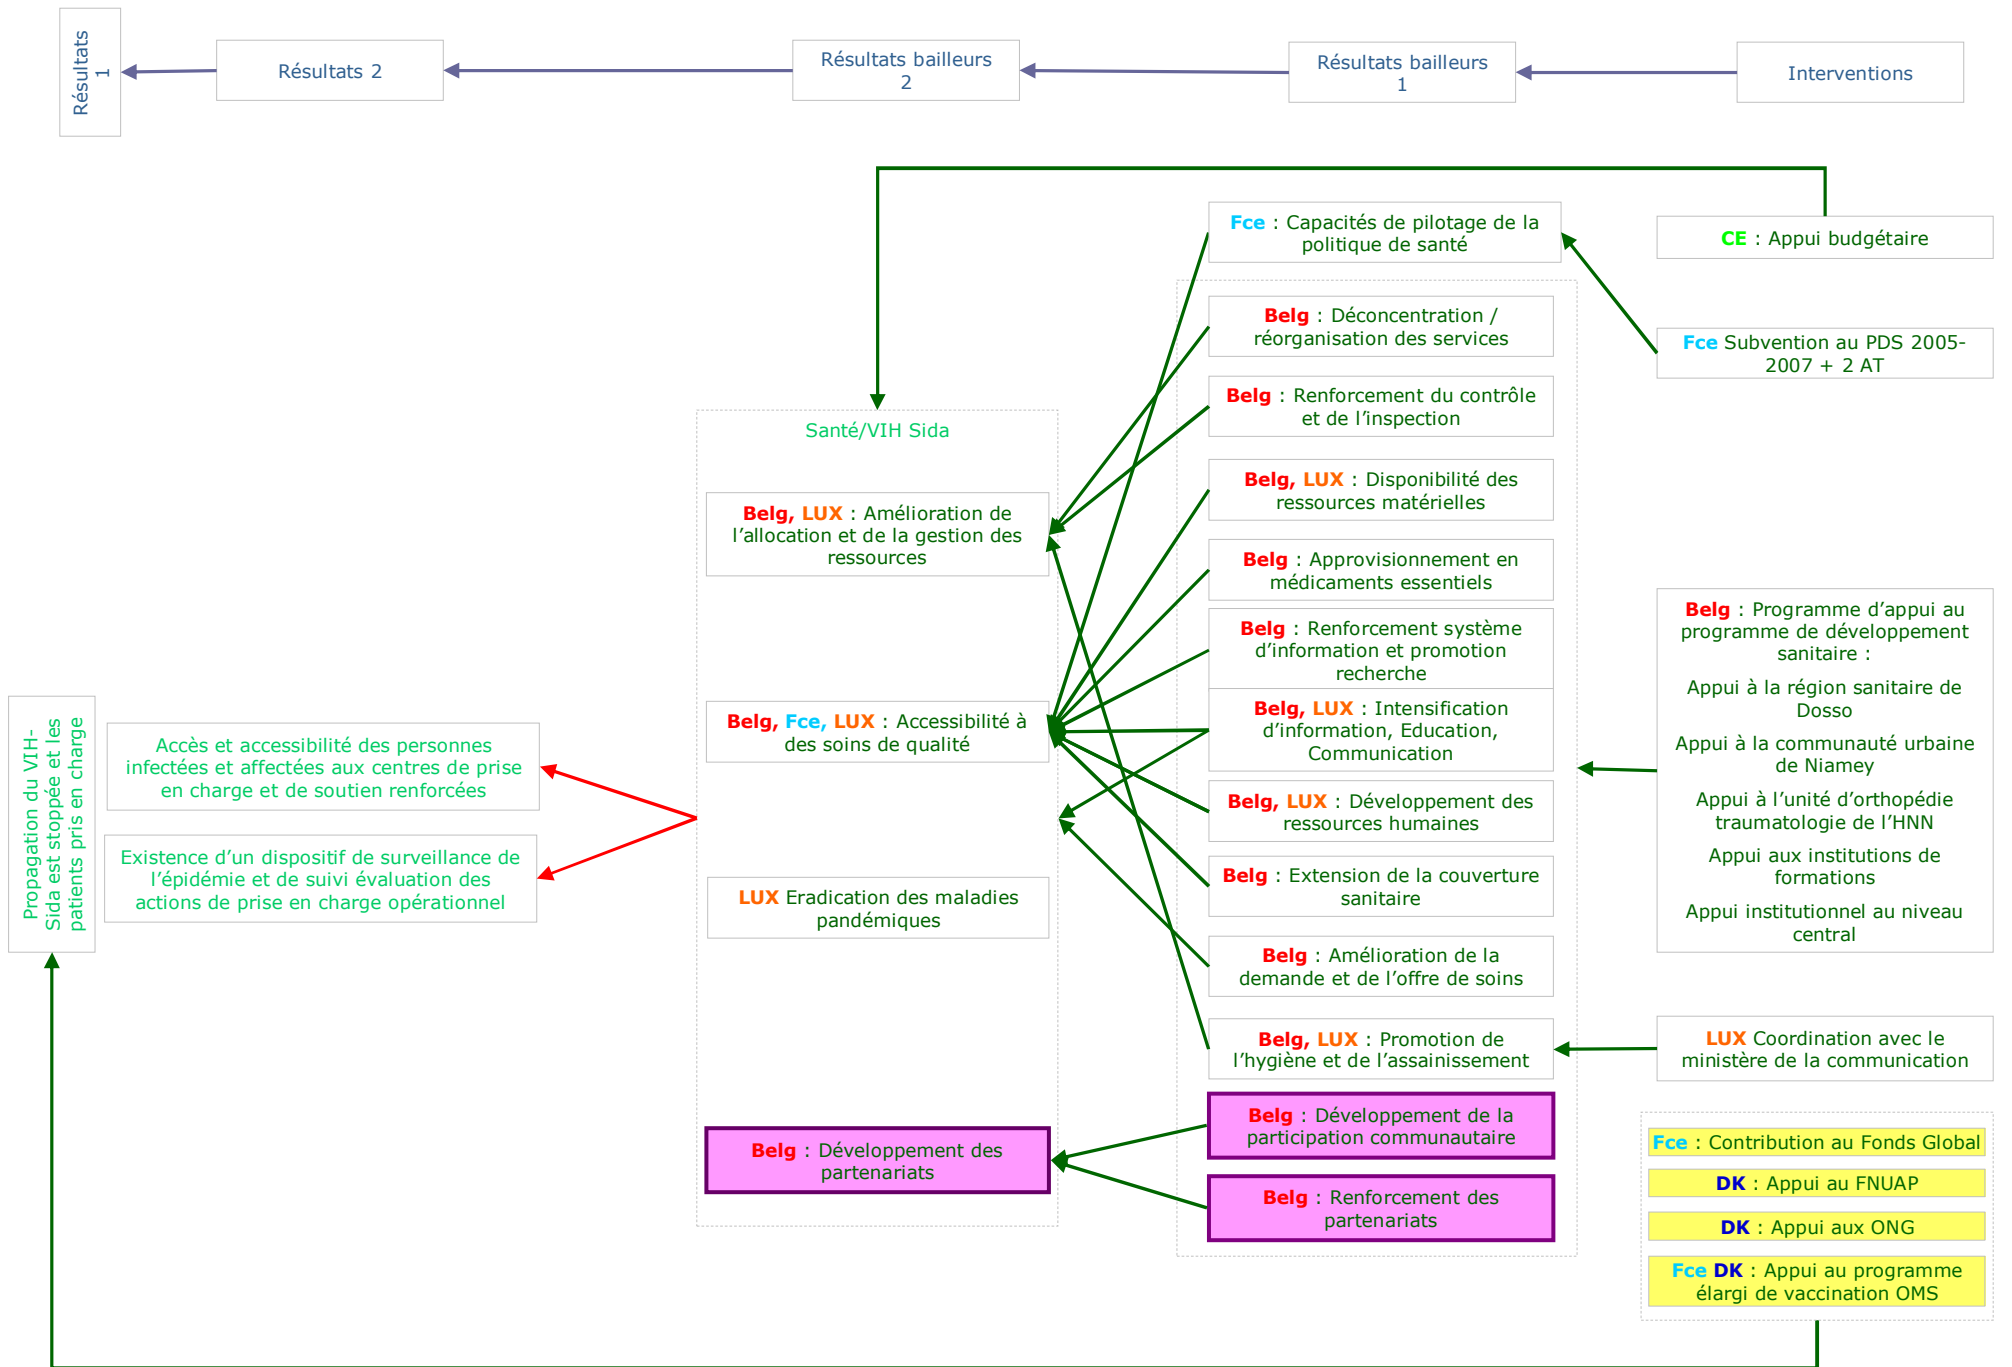 Résultats
1
Résultats 2
Résultats bailleurs
2
Résultats bailleurs
1
Interventions
Fce : Capacités de pilotage de la
politique de santé
CE : Appui budgétaire
Belg : Déconcentration /
réorganisation des services
Fce Subvention au PDS 2005-
2007 + 2 AT
Belg : Renforcement du contrôle
et de l’inspection
Santé/VIH Sida
Belg, LUX : Amélioration de
l’allocation et de la gestion des
ressources
Belg, LUX : Disponibilité des
ressources matérielles
Belg : Approvisionnement en
médicaments essentiels
Belg : Renforcement système
d’information et promotion
recherche
Belg, Fce, LUX : Accessibilité à
des soins de qualité
Belg, LUX : Intensification
d’information, Education,
Communication
Belg, LUX : Développement des
ressources humaines
Belg : Extension de la couverture
sanitaire
Belg : Programme d’appui au
programme de développement
sanitaire :
Appui à la région sanitaire de
Dosso
Appui à la communauté urbaine
de Niamey
Appui à l’unité d’orthopédie
traumatologie de l’HNN
Appui aux institutions de
formations
Appui institutionnel au niveau
central
Propagation du VIH-
Sida est stoppée et les
patients pris en charge
Accès et accessibilité des personnes
infectées et affectées aux centres de prise
en charge et de soutien renforcées
Existence d’un dispositif de surveillance de
l’épidémie et de suivi évaluation des
actions de prise en charge opérationnel
LUX Eradication des maladies
pandémiques
Belg : Amélioration de la
demande et de l’offre de soins
Belg, LUX : Promotion de
l’hygiène et de l’assainissement
LUX Coordination avec le
ministère de la communication
Belg : Développement des
partenariats
Belg : Développement de la
participation communautaire
Belg : Renforcement des
partenariats
Fce : Contribution au Fonds Global
DK : Appui au FNUAP
DK : Appui aux ONG
Fce DK : Appui au programme
élargi de vaccination OMS